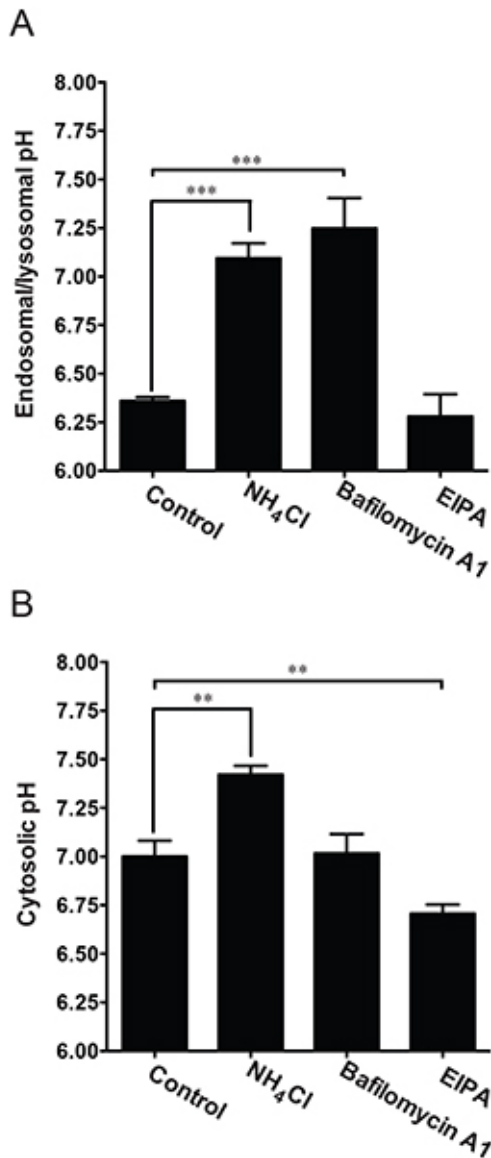 A
Endosomal/lysosomal pH
8.00
7.75
7.50
7.25
7.00
6.75
6.50
6.25
6.00
***
***
Control
NH₄Cl
Bafilomycin A1
EIPA
B
Cytosolic pH
8.00
7.75
7.50
7.25
7.00
6.75
6.50
6.25
6.00
**
**
Control
NH₄Cl
Bafilomycin A1
EIPA